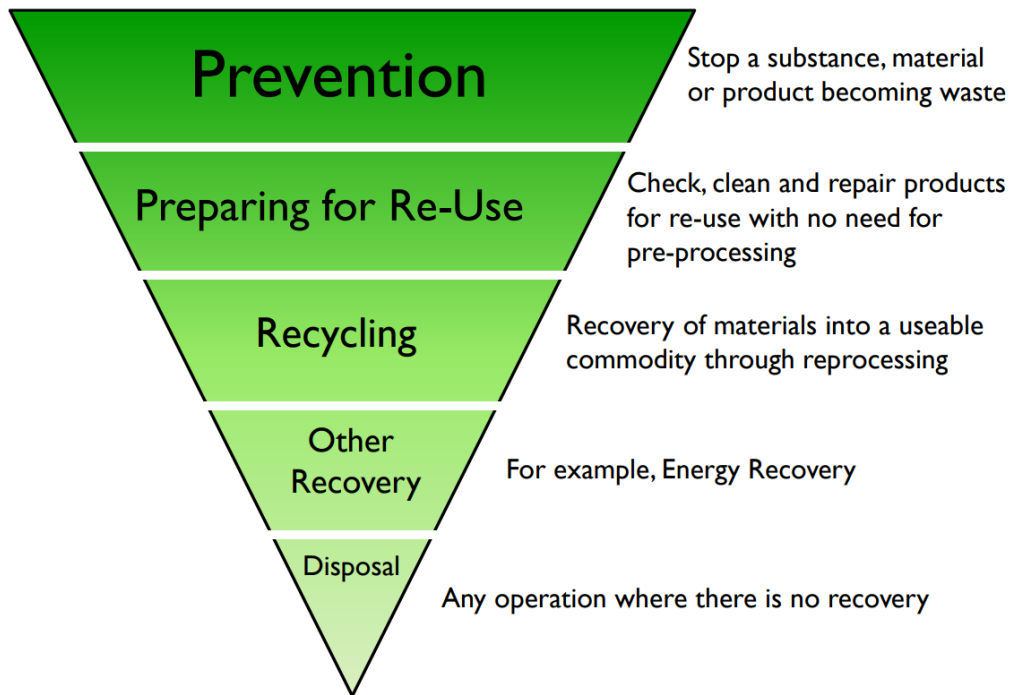 Prevention
Stop a substance, material
or product becoming waste
Preparing for Re-Use
Check, clean and repair products
for re-use with no need for
pre-processing
Recycling
Recovery of materials into a useable
commodity through reprocessing
Other
Recovery
For example, Energy Recovery
Disposal
Any operation where there is no recovery